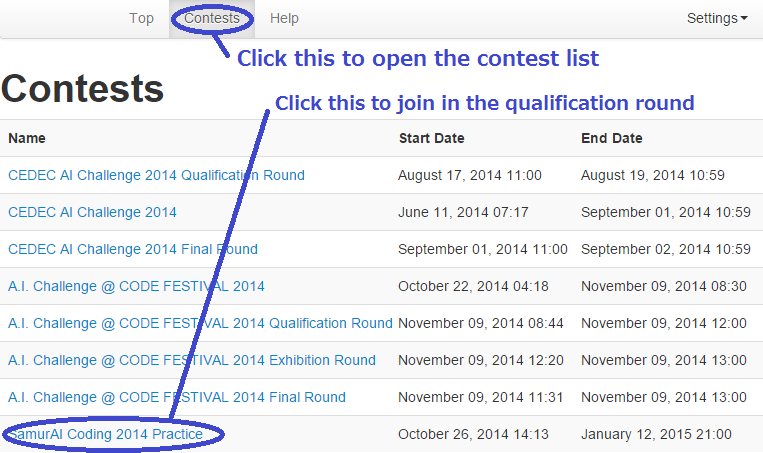 Top Contests Help Settings
Click this to open the contest list
Contests
Click this to join in the qualification round
Name Start Date End Date
CEDEC AI Challenge 2014 Qualification Round August 17, 2014 11:00 August 19, 2014 10:59
CEDEC AI Challenge 2014 June 11, 2014 07:17 September 01, 2014 10:59
CEDEC AI Challenge 2014 Final Round September 01, 2014 11:00 September 02, 2014 10:59
A.I. Challenge @ CODE FESTIVAL 2014 October 22, 2014 04:18 November 09, 2014 08:30
A.I. Challenge @ CODE FESTIVAL 2014 Qualification Round November 09, 2014 08:44 November 09, 2014 12:00
A.I. Challenge @ CODE FESTIVAL 2014 Exhibition Round November 09, 2014 12:20 November 09, 2014 13:00
A.I. Challenge @ CODE FESTIVAL 2014 Final Round November 09, 2014 11:31 November 09, 2014 13:00
SamurAI Coding 2014 Practice October 26, 2014 14:13 January 12, 2015 21:00